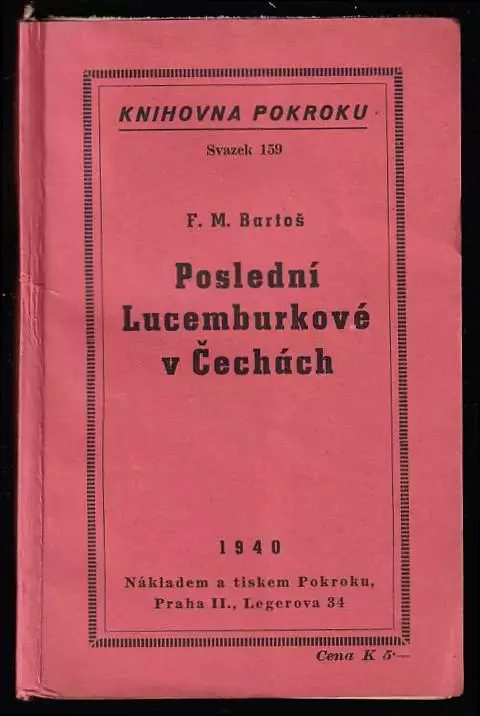 KNIHOVNA POKROKU
Svazek 159
F. M. Bartoš
Poslední
Lucemburkové
v Čechách
1940
Nákladem a tiskem Pokroku,
Praha II., Legerova 34
Cena K 5·—